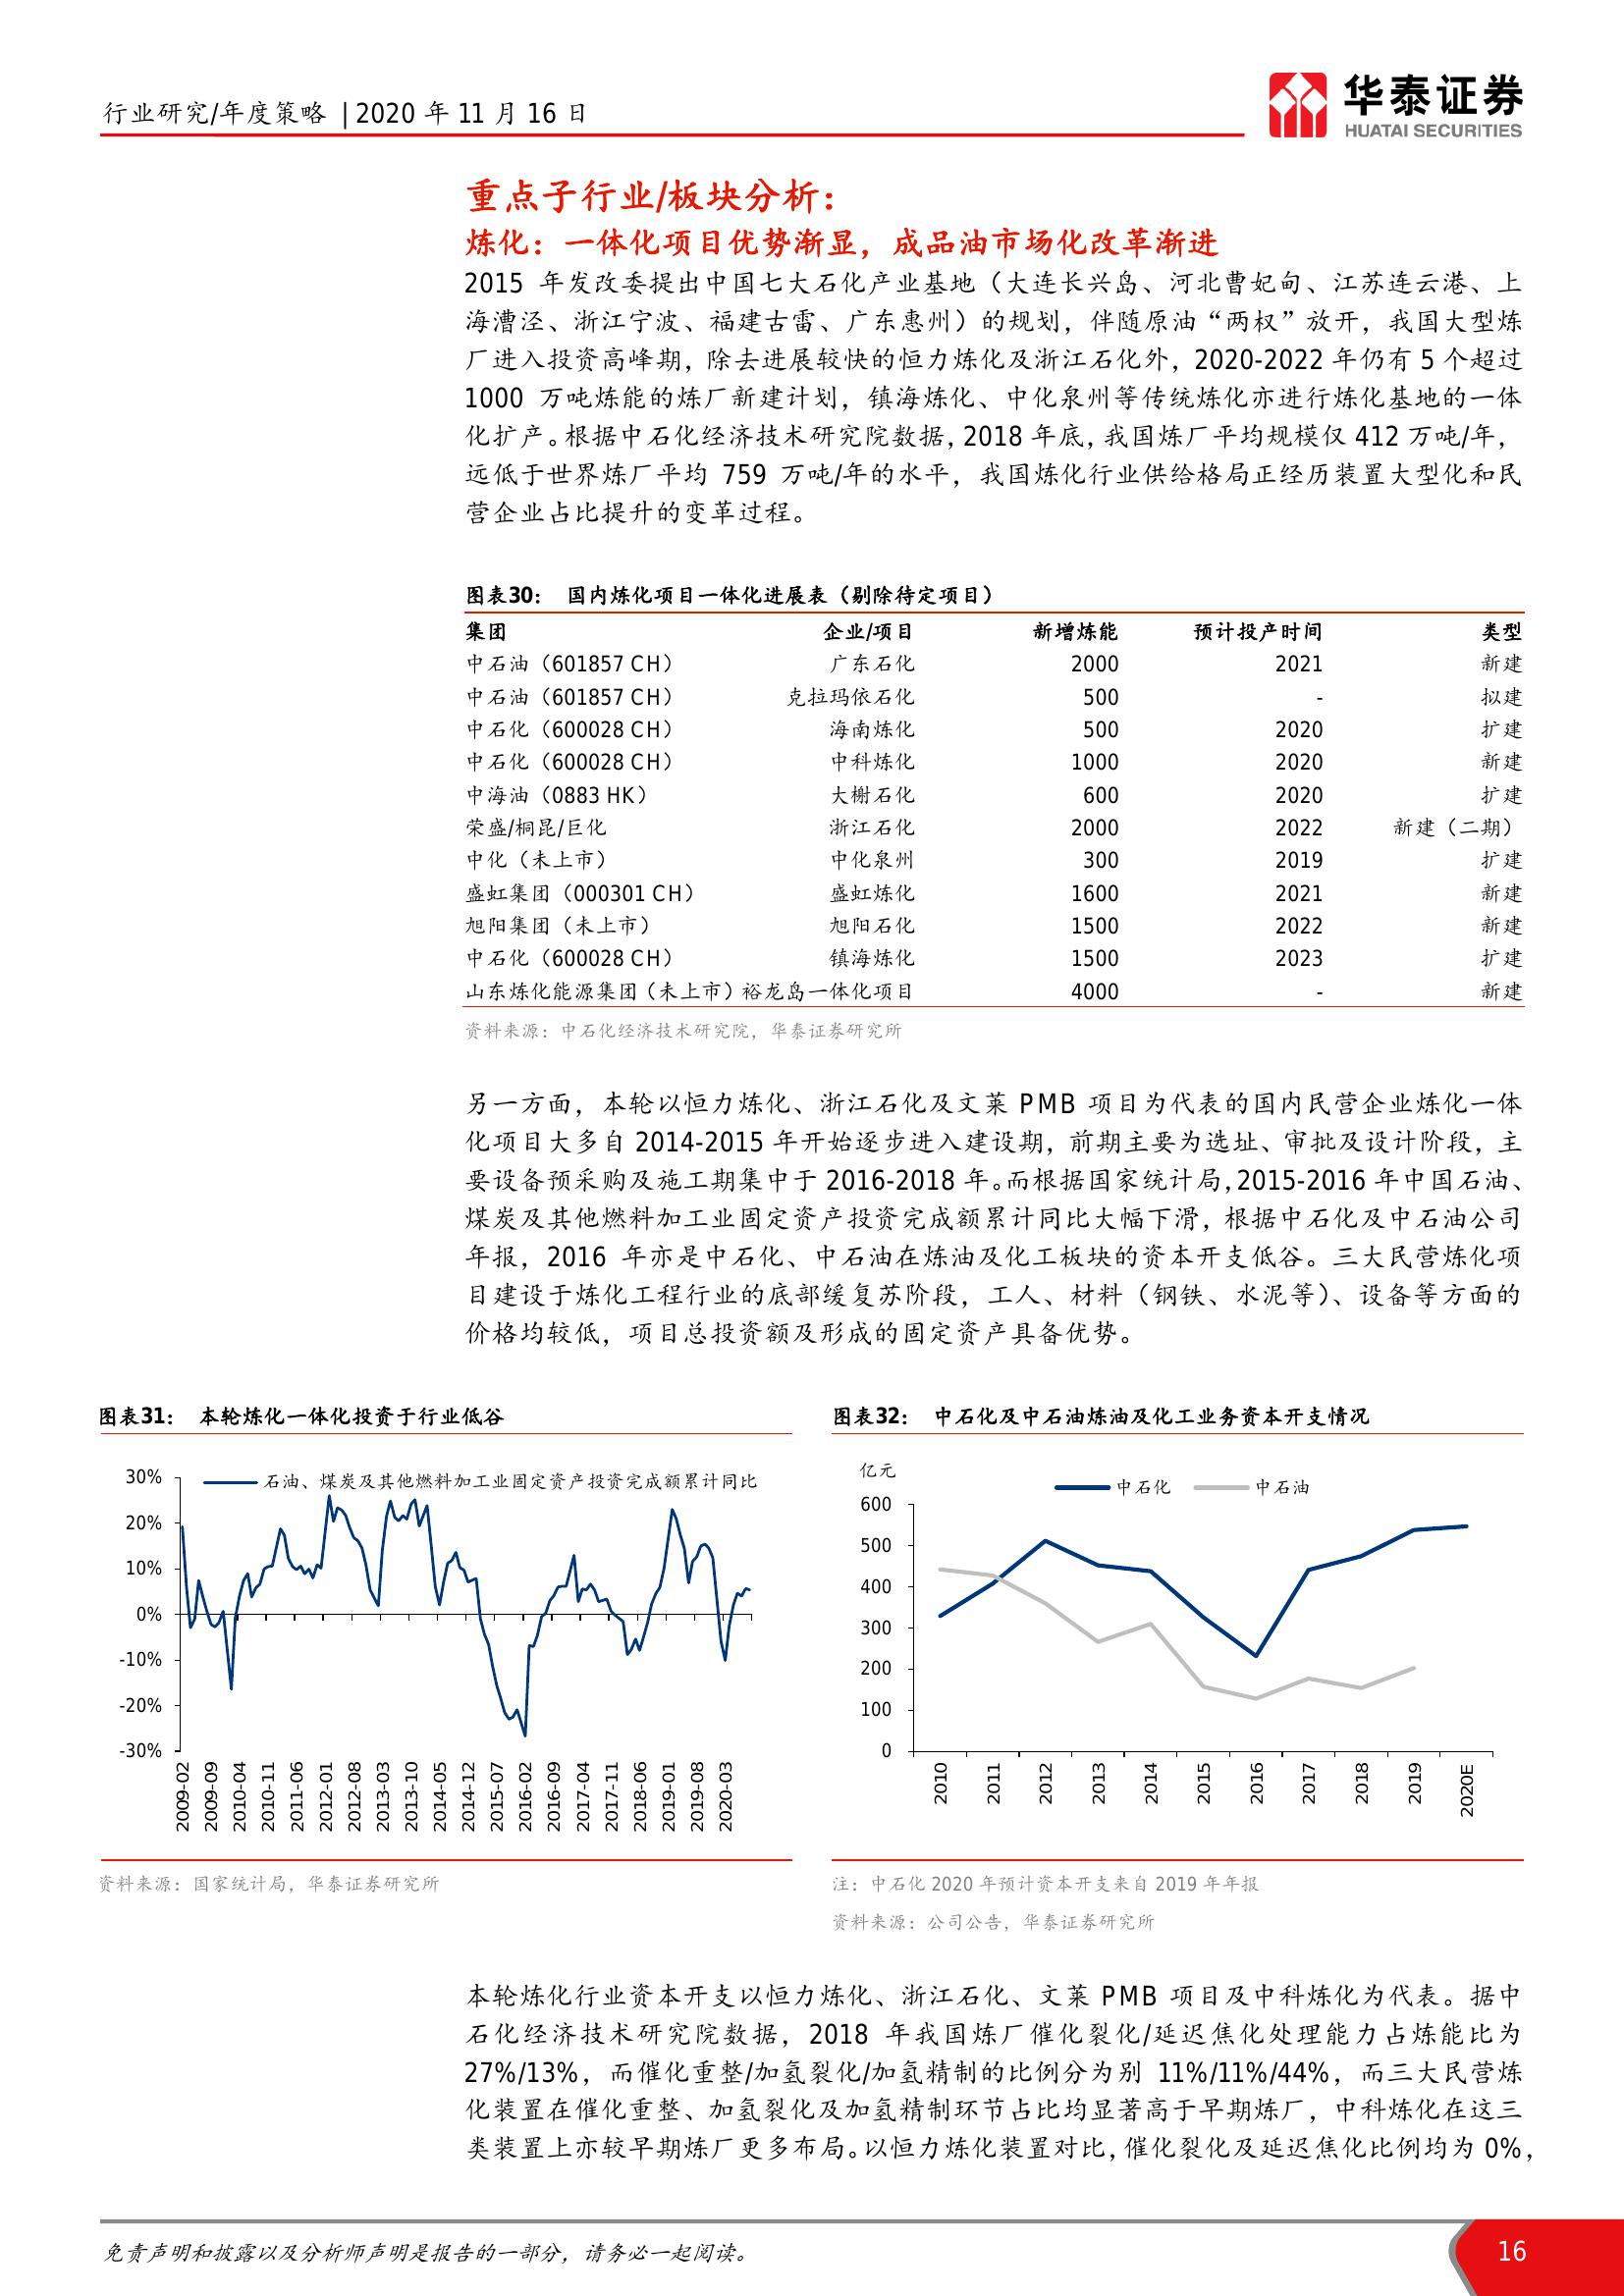 行业研究/年度策略 | 2020 年 11 月 16 日
华泰证券
HUATAI SECURITIES
重点子行业/板块分析：
炼化：一体化项目优势渐显，成品油市场化改革渐进
2015 年发改委提出中国七大石化产业基地（大连长兴岛、河北曹妃甸、江苏连云港、上
海漕泾、浙江宁波、福建古雷、广东惠州）的规划，伴随原油“两权”放开，我国大型炼
厂进入投资高峰期，除去进展较快的恒力炼化及浙江石化外，2020-2022 年仍有 5 个超过
1000 万吨炼能的炼厂新建计划，镇海炼化、中化泉州等传统炼化亦进行炼化基地的一体
化扩产。根据中石化经济技术研究院数据，2018 年底，我国炼厂平均规模仅 412 万吨/年，
远低于世界炼厂平均 759 万吨/年的水平，我国炼化行业供给格局正经历装置大型化和民
营企业占比提升的变革过程。
图表30： 国内炼化项目一体化进展表（剔除待定项目）
集团 企业/项目 新增炼能 预计投产时间 类型
中石油（601857 CH） 广东石化 2000 2021 新建
中石油（601857 CH） 克拉玛依石化 500 - 拟建
中石化（600028 CH） 海南炼化 500 2020 扩建
中石化（600028 CH） 中科炼化 1000 2020 新建
中海油（0883 HK） 大榭石化 600 2020 扩建
荣盛/桐昆/巨化 浙江石化 2000 2022 新建（二期）
中化（未上市） 中化泉州 300 2019 扩建
盛虹集团（000301 CH） 盛虹炼化 1600 2021 新建
旭阳集团（未上市） 旭阳石化 1500 2022 新建
中石化（600028 CH） 镇海炼化 1500 2023 扩建
山东炼化能源集团（未上市） 裕龙岛一体化项目 4000 - 新建
资料来源：中石化经济技术研究院，华泰证券研究所
另一方面，本轮以恒力炼化、浙江石化及文莱 PMB 项目为代表的国内民营企业炼化一体
化项目大多自 2014-2015 年开始逐步进入建设期，前期主要为选址、审批及设计阶段，主
要设备预采购及施工期集中于 2016-2018 年。而根据国家统计局，2015-2016 年中国石油、
煤炭及其他燃料加工业固定资产投资完成额累计同比大幅下滑，根据中石化及中石油公司
年报，2016 年亦是中石化、中石油在炼油及化工板块的资本开支低谷。三大民营炼化项
目建设于炼化工程行业的底部缓复苏阶段，工人、材料（钢铁、水泥等）、设备等方面的
价格均较低，项目总投资额及形成的固定资产具备优势。
图表31： 本轮炼化一体化投资于行业低谷
石油、煤炭及其他燃料加工业固定资产投资完成额累计同比
30%
20%
10%
0%
-10%
-20%
-30%
2009-02 2009-09 2010-04 2010-11 2011-06 2012-01 2012-08 2013-03 2013-10 2014-05 2014-12 2015-07 2016-02 2016-09 2017-04 2017-11 2018-06 2019-01 2019-08 2020-03
资料来源：国家统计局，华泰证券研究所
图表32： 中石化及中石油炼油及化工业务资本开支情况
亿元
中石化 中石油
600
500
400
300
200
100
0
2010 2011 2012 2013 2014 2015 2016 2017 2018 2019 2020E
注：中石化 2020 年预计资本开支来自 2019 年年报
资料来源：公司公告，华泰证券研究所
本轮炼化行业资本开支以恒力炼化、浙江石化、文莱 PMB 项目及中科炼化为代表。据中
石化经济技术研究院数据，2018 年我国炼厂催化裂化/延迟焦化处理能力占炼能比为
27%/13%，而催化重整/加氢裂化/加氢精制的比例分为别 11%/11%/44%，而三大民营炼
化装置在催化重整、加氢裂化及加氢精制环节占比均显著高于早期炼厂，中科炼化在这三
类装置上亦较早期炼厂更多布局。以恒力炼化装置对比，催化裂化及延迟焦化比例均为 0%，
免责声明和披露以及分析师声明是报告的一部分，请务必一起阅读。
16